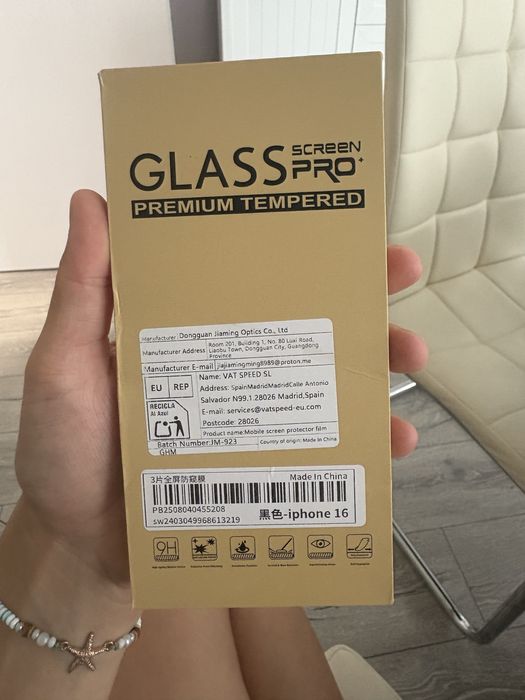 GLASS SCREEN PRO+
PREMIUM TEMPERED
Manufacturer: Dongguan Jiaming Optics Co., Ltd
Manufacturer Address: Room 201, Building 1, No. 80 Luxi Road, Liaobu Town, Dongguan City, Guangdong Province
Manufacturer E-mail: jiajiamingming8989@proton.me
EU REP
Name: VAT SPEED SL
Address: SpainMadridMadridCalle Antonio
Salvador N99.1.28026 Madrid,Spain
E-mail: services@vatspeed-eu.com
Postcode: 28026
RECICLA
Al Azul
Product name:Mobile screen protector film
Batch Number:JM-923
Country of origin: Made In China
GHM
3片全屏防窥膜
Made In China
PB2508040455208
sw2403049968613219
黑色-iphone 16
9H